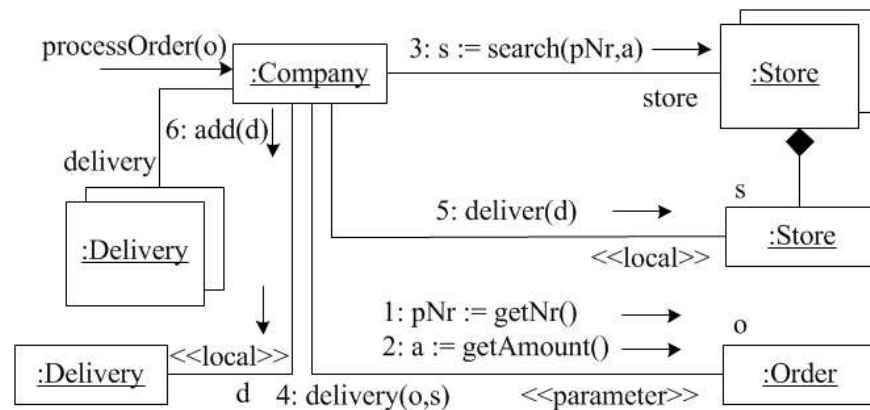 processOrder(o)
:Company
3: s := search(pNr,a)
:Store
store
6: add(d)
delivery
:Delivery
s
5: deliver(d)
:Store
<<local>>
1: pNr := getNr()
2: a := getAmount()
o
<<local>>
:Delivery
d
4: delivery(o,s)
<<parameter>>
:Order